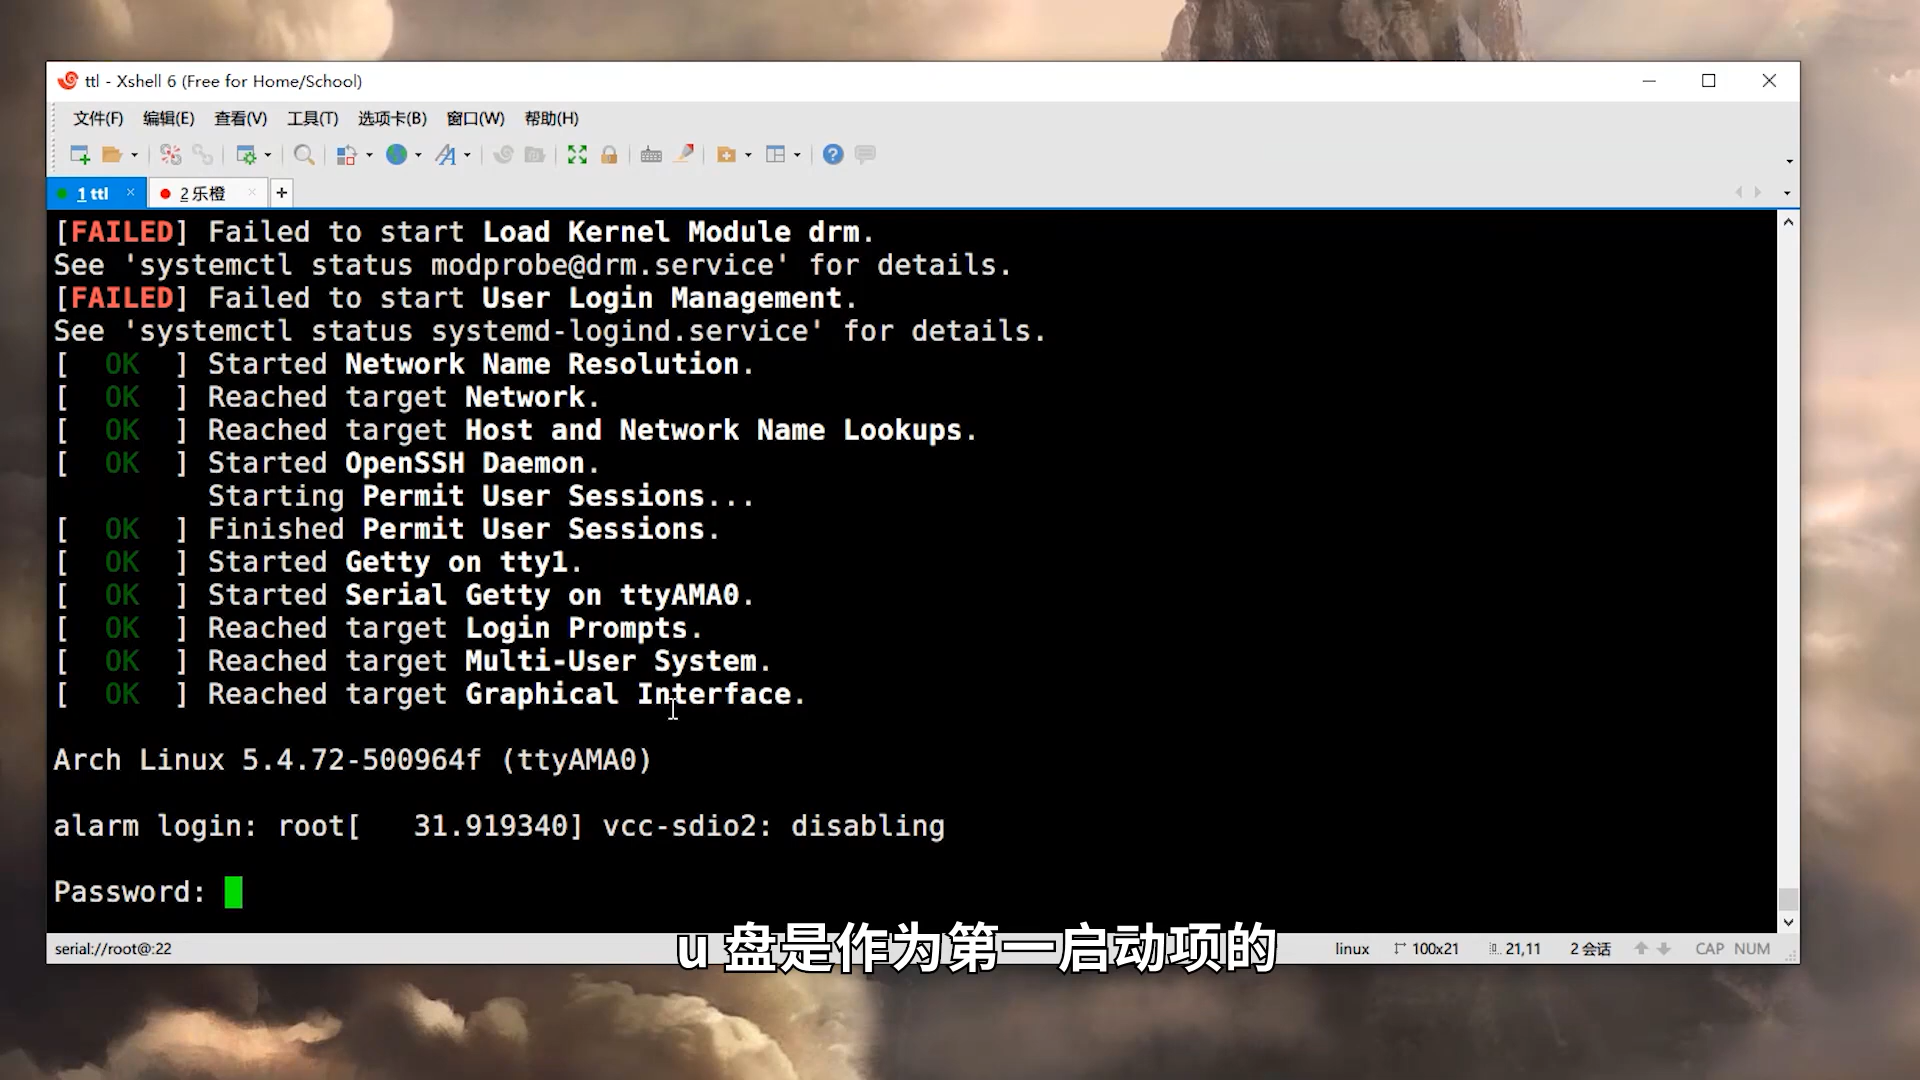 ttl - Xshell 6 (Free for Home/School)
文件(F) 编辑(E) 查看(V) 工具(T) 选项卡(B) 窗口(W) 帮助(H)
1 ttl × 2 乐橙 × +
[FAILED] Failed to start Load Kernel Module drm.
See 'systemctl status modprobe@drm.service' for details.
[FAILED] Failed to start User Login Management.
See 'systemctl status systemd-logind.service' for details.
[  OK  ] Started Network Name Resolution.
[  OK  ] Reached target Network.
[  OK  ] Reached target Host and Network Name Lookups.
[  OK  ] Started OpenSSH Daemon.
         Starting Permit User Sessions...
[  OK  ] Finished Permit User Sessions.
[  OK  ] Started Getty on tty1.
[  OK  ] Started Serial Getty on ttyAMA0.
[  OK  ] Reached target Login Prompts.
[  OK  ] Reached target Multi-User System.
[  OK  ] Reached target Graphical Interface.
Arch Linux 5.4.72-500964f (ttyAMA0)
alarm login: root[   31.919340] vcc-sdio2: disabling
Password:
serial://root@:22 linux 100x21 21,11 2 会话 CAP NUM
u 盘是作为第一启动项的